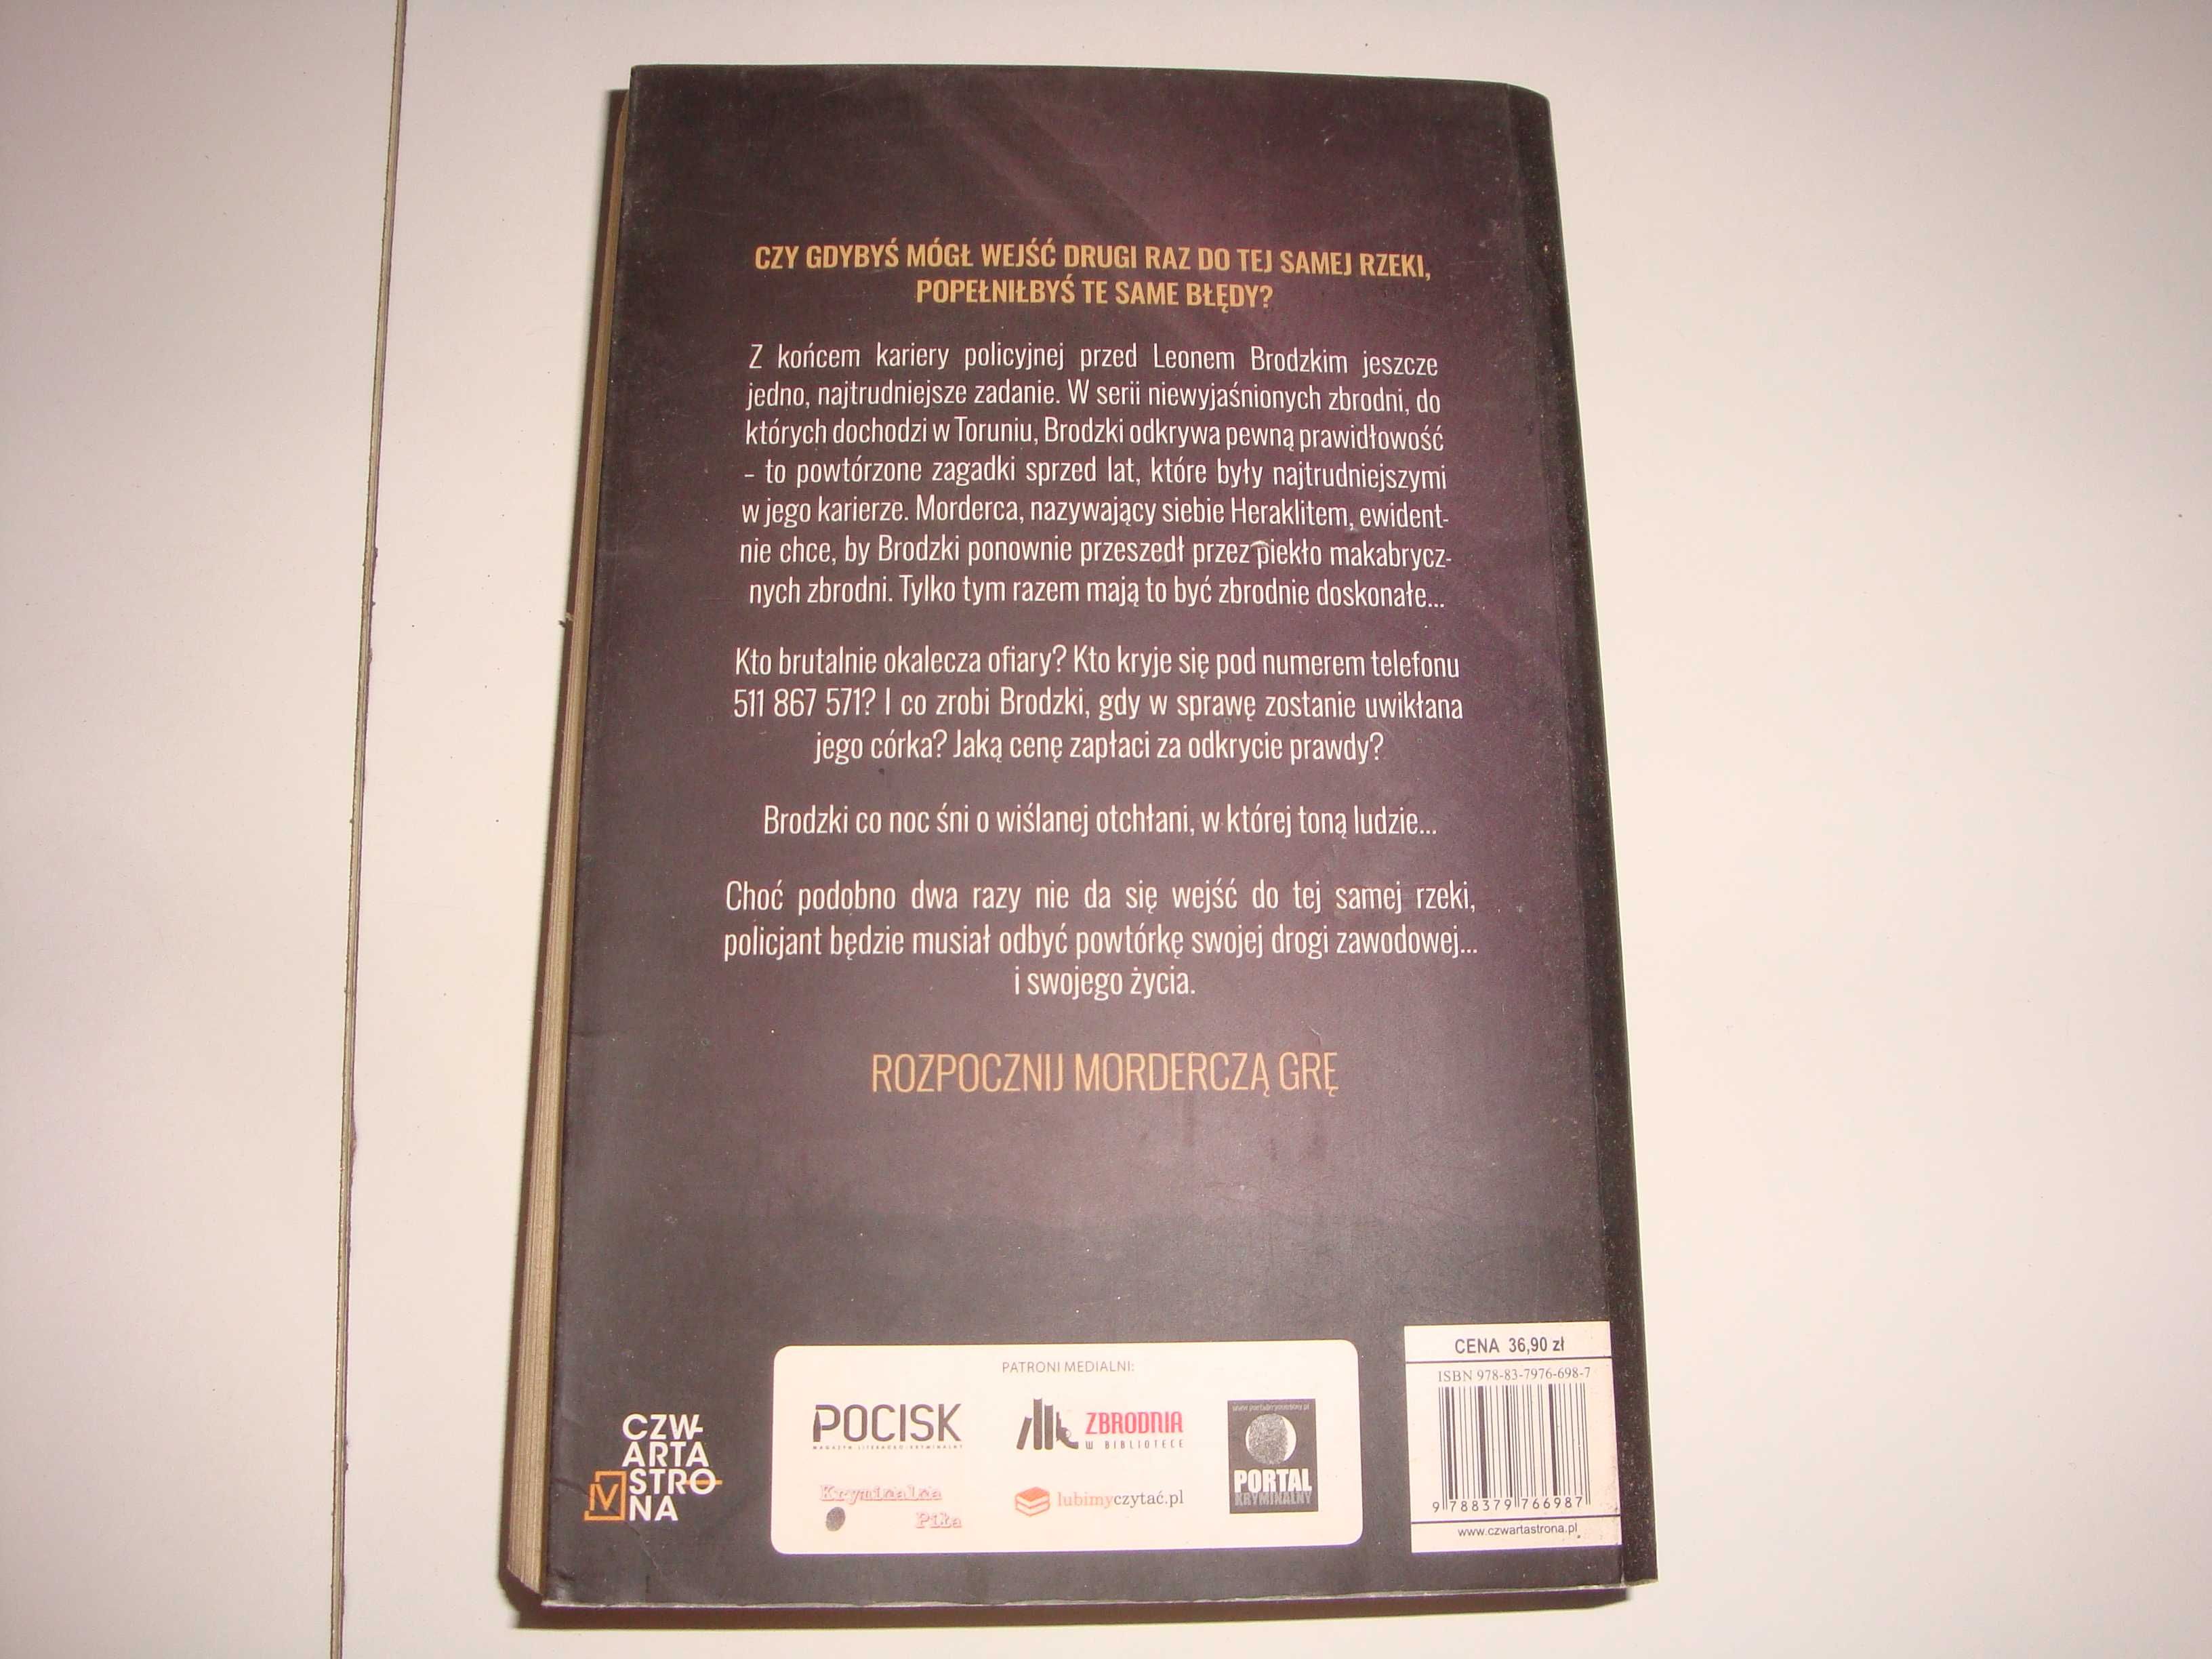 CZY GDYBYŚ MÓGŁ WEJŚĆ DRUGI RAZ DO TEJ SAMEJ RZEKI,
POPEŁNIŁBYŚ TE SAME BŁĘDY?
Z końcem kariery policyjnej przed Leonem Brodzkim jeszcze
jedno, najtrudniejsze zadanie. W serii niewyjaśnionych zbrodni, do
których dochodzi w Toruniu, Brodzki odkrywa pewną prawidłowość
– to powtórzone zagadki sprzed lat, które były najtrudniejszymi
w jego karierze. Morderca, nazywający siebie Heraklitem, ewident-
nie chce, by Brodzki ponownie przeszedł przez piekło makabrycz-
nych zbrodni. Tylko tym razem mają to być zbrodnie doskonałe...
Kto brutalnie okalecza ofiary? Kto kryje się pod numerem telefonu
511 867 571? I co zrobi Brodzki, gdy w sprawę zostanie uwikłana
jego córka? Jaką cenę zapłaci za odkrycie prawdy?
Brodzki co noc śni o wiślanej otchłani, w której toną ludzie...
Choć podobno dwa razy nie da się wejść do tej samej rzeki,
policjant będzie musiał odbyć powtórkę swojej drogi zawodowej...
i swojego życia.
ROZPOCZNIJ MORDERCZĄ GRĘ
CZW-
ARTA
STRO
NA
IV
PATRONI MEDIALNI:
POCISK
MAGAZYN LITERACKO-KRYMINALNY
ZBRODNIA
W BIBLIOTECE
www.portalkryminalny.pl
PORTAL
KRYMINALNY
Kryminalna
Piła
lubimyczytać.pl
CENA 36,90 zł
ISBN 978-83-7976-698-7
9 788379 766987
www.czwartastrona.pl